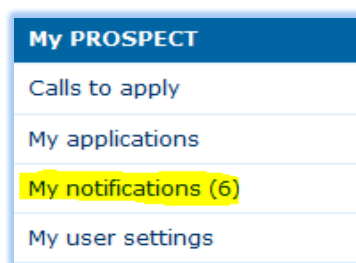 My PROSPECT
Calls to apply
My applications
My notifications (6)
My user settings